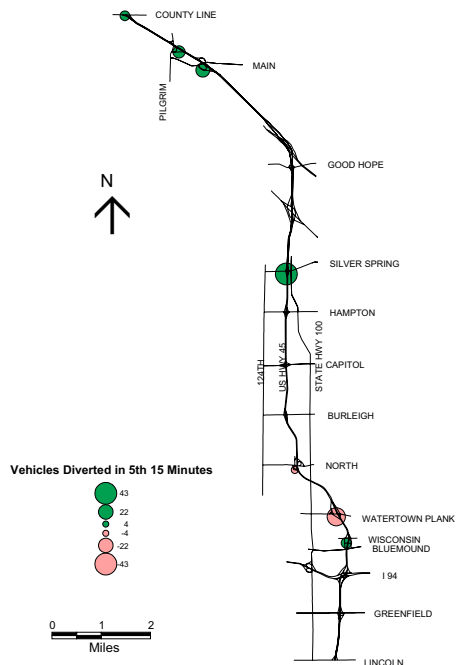 COUNTY LINE
MAIN
PILGRIM
N
GOOD HOPE
SILVER SPRING
HAMPTON
124TH
US HWY 45
STATE HWY 100
CAPITOL
BURLEIGH
NORTH
Vehicles Diverted in 5th 15 Minutes
43
22
4
-4
-22
-43
WATERTOWN PLANK
WISCONSIN
BLUEMOUND
I 94
GREENFIELD
LINCOLN
0 1 2
Miles